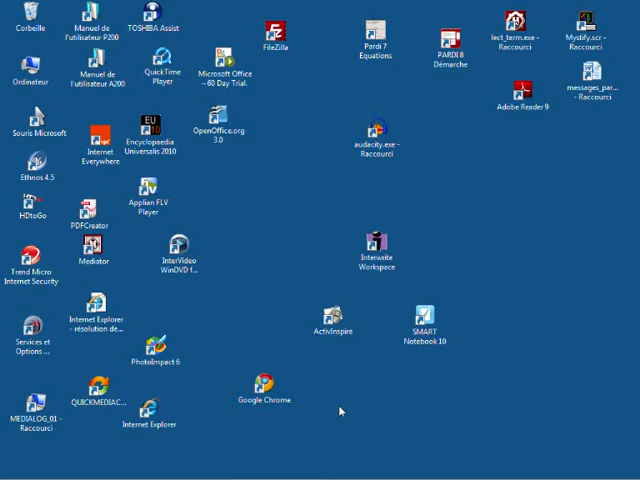 Corbeille
Manuel de
l'utilisateur P200
TOSHIBA Assist
FileZilla
Pardi 7
Equations
PARDI 8
Démarche
lect_term.exe -
Raccourci
Mystify.scr -
Raccourci
Ordinateur
Manuel de
l'utilisateur A200
QuickTime
Player
Microsoft Office
- 60 Day Trial.
Adobe Reader 9
messages_par...
- Raccourci
Souris Microsoft
Internet
Everywhere
EU
10
Encyclopaedia
Universalis 2010
OpenOffice.org
3.0
audacity.exe -
Raccourci
Ethnos 4.5
HDtoGo
PDFCreator
Applian FLV
Player
Trend Micro
Internet Security
Mediator
InterVideo
WinDVD f...
Interwrite
Workspace
Services et
Options ...
Internet Explorer
- résolution de...
PhotoImpact 6
ActivInspire
SMART
Notebook 10
MEDIALOG_01 -
Raccourci
QUICKMEDIAC...
Internet Explorer
Google Chrome